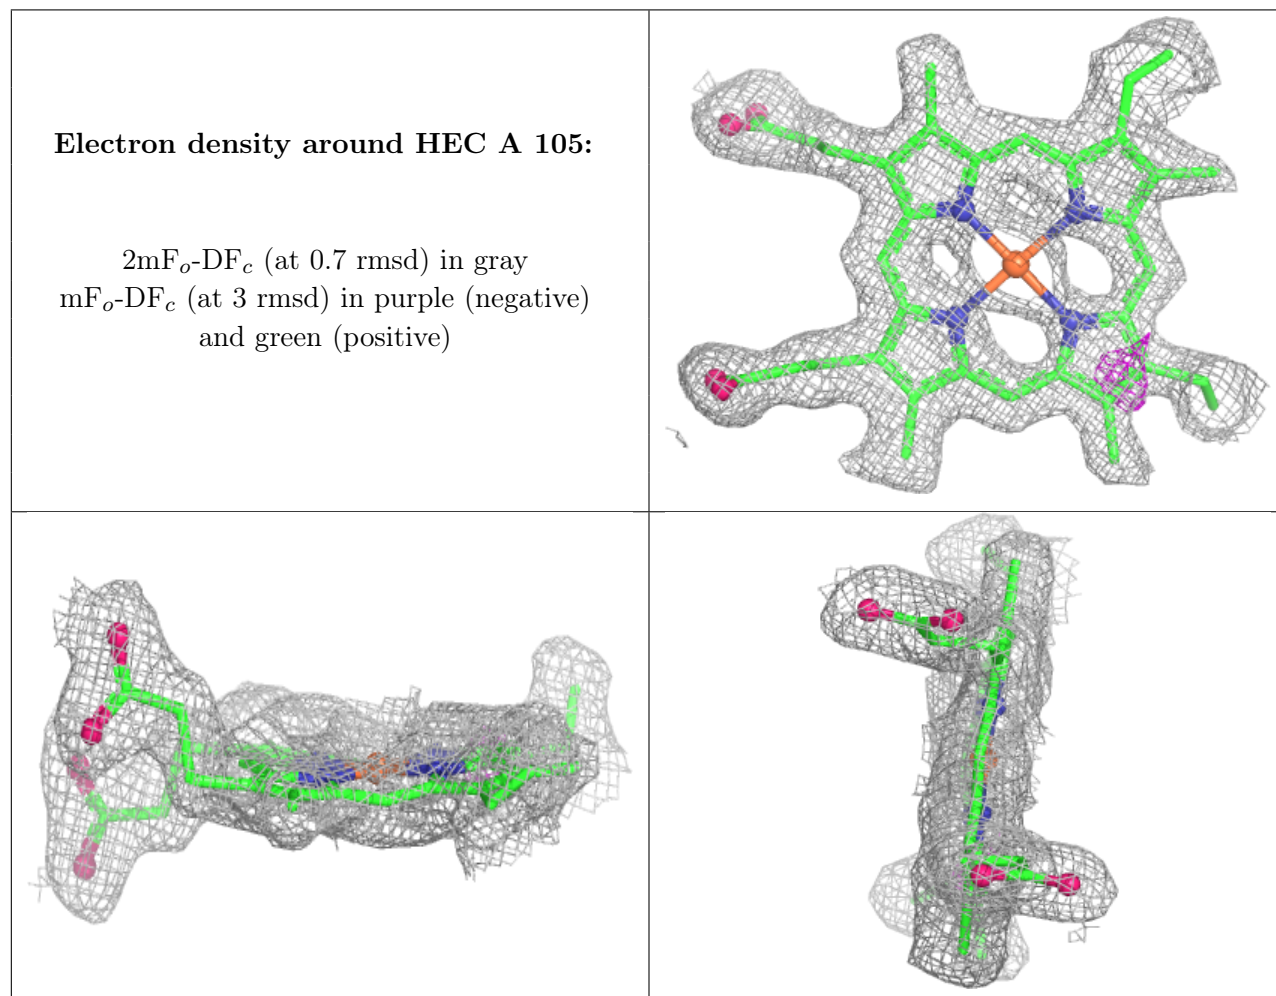 Electron density around HEC A 105:
2mFo-DFc (at 0.7 rmsd) in gray
mFo-DFc (at 3 rmsd) in purple (negative)
and green (positive)